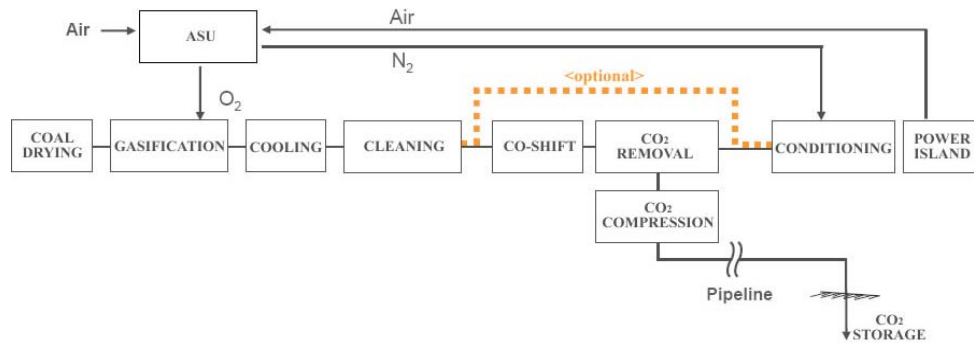 Air
Air
ASU
N2
<optional>
O2
COAL
DRYING
GASIFICATION
COOLING
CLEANING
CO-SHIFT
CO2
REMOVAL
CONDITIONING
POWER
ISLAND
CO2
COMPRESSION
Pipeline
CO2
STORAGE